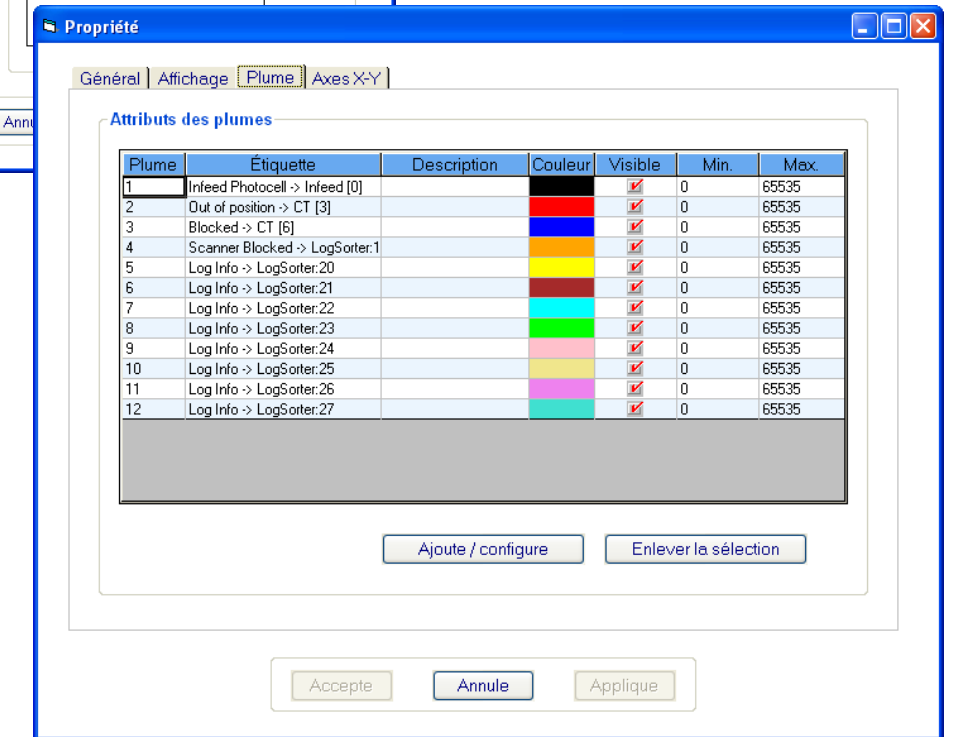 Propriété
Général Affichage Plume Axes X-Y
Annu
Attributs des plumes
Plume Étiquette Description Couleur Visible Min. Max.
1 Infeed Photocell -> Infeed [0] 0 65535
2 Out of position -> CT [3] 0 65535
3 Blocked -> CT [6] 0 65535
4 Scanner Blocked -> LogSorter:1 0 65535
5 Log Info -> LogSorter:20 0 65535
6 Log Info -> LogSorter:21 0 65535
7 Log Info -> LogSorter:22 0 65535
8 Log Info -> LogSorter:23 0 65535
9 Log Info -> LogSorter:24 0 65535
10 Log Info -> LogSorter:25 0 65535
11 Log Info -> LogSorter:26 0 65535
12 Log Info -> LogSorter:27 0 65535
Ajoute / configure Enlever la sélection
Accepte Annule Applique